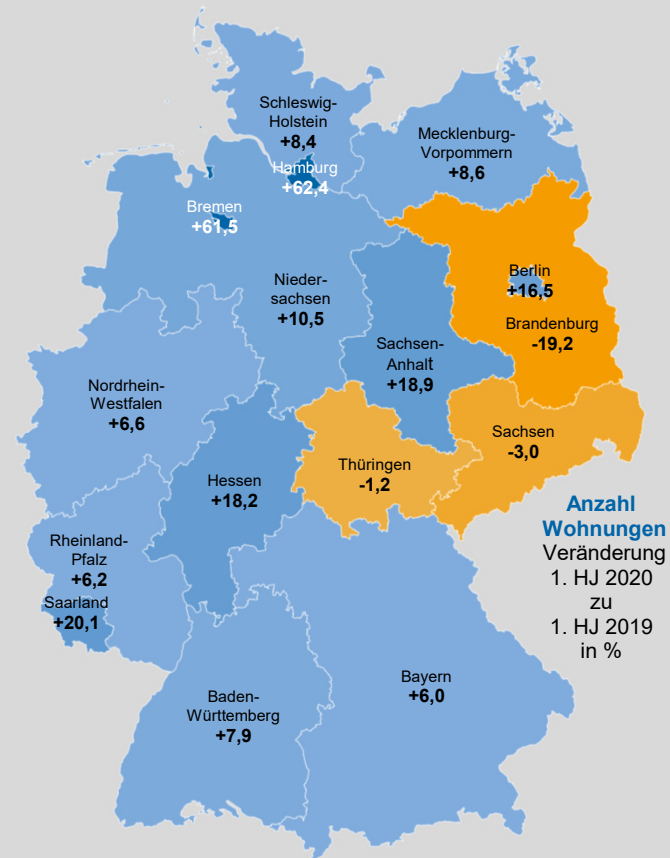 Schleswig-
Holstein
+8,4
Mecklenburg-
Vorpommern
+8,6
Hamburg
+62,4
Bremen
+61,5
Nieder-
sachsen
+10,5
Berlin
+16,5
Brandenburg
-19,2
Sachsen-
Anhalt
+18,9
Nordrhein-
Westfalen
+6,6
Sachsen
-3,0
Thüringen
-1,2
Hessen
+18,2
Anzahl
Wohnungen
Veränderung
1. HJ 2020
zu
1. HJ 2019
in %
Rheinland-
Pfalz
+6,2
Saarland
+20,1
Bayern
+6,0
Baden-
Württemberg
+7,9